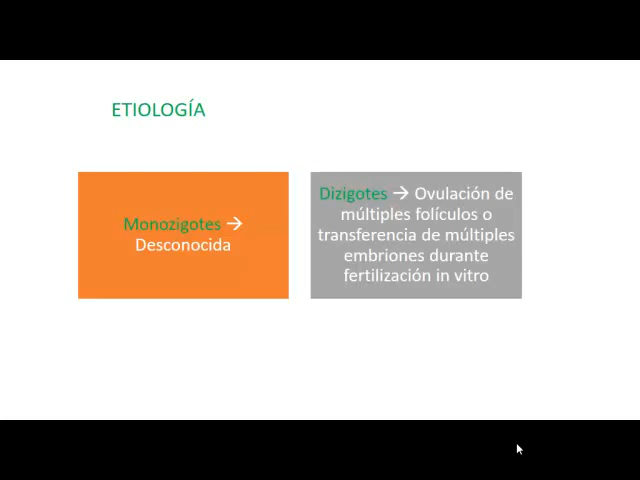 ETIOLOGÍA
Monozigotes →
Desconocida
Dizigotes → Ovulación de
múltiples folículos o
transferencia de múltiples
embriones durante
fertilización in vitro